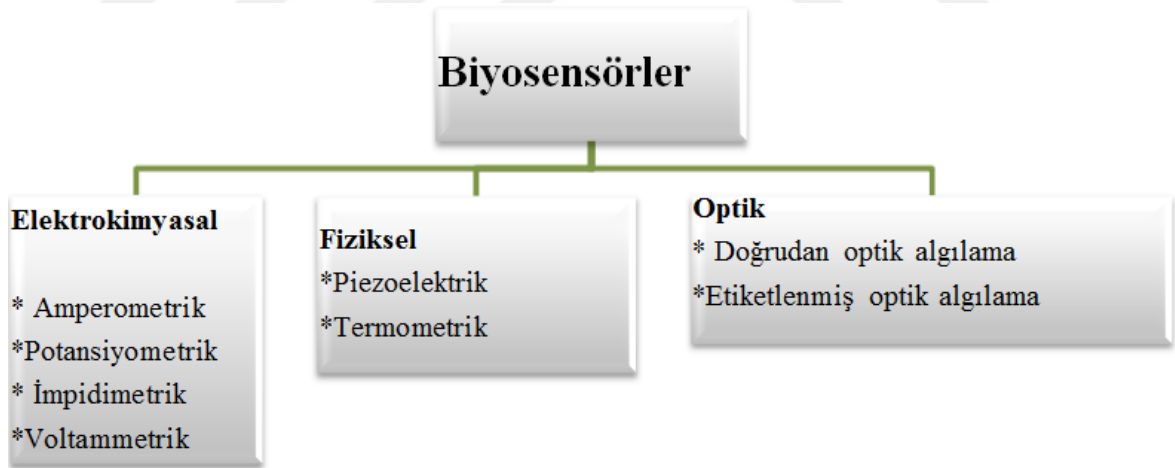 Biyosensörler
Elektrokimyasal
* Amperometrik
*Potansiyometrik
* İmpidimetrik
*Voltammetrik
Fiziksel
*Piezoelektrik
*Termometrik
Optik
* Doğrudan optik algılama
*Etiketlenmiş optik algılama